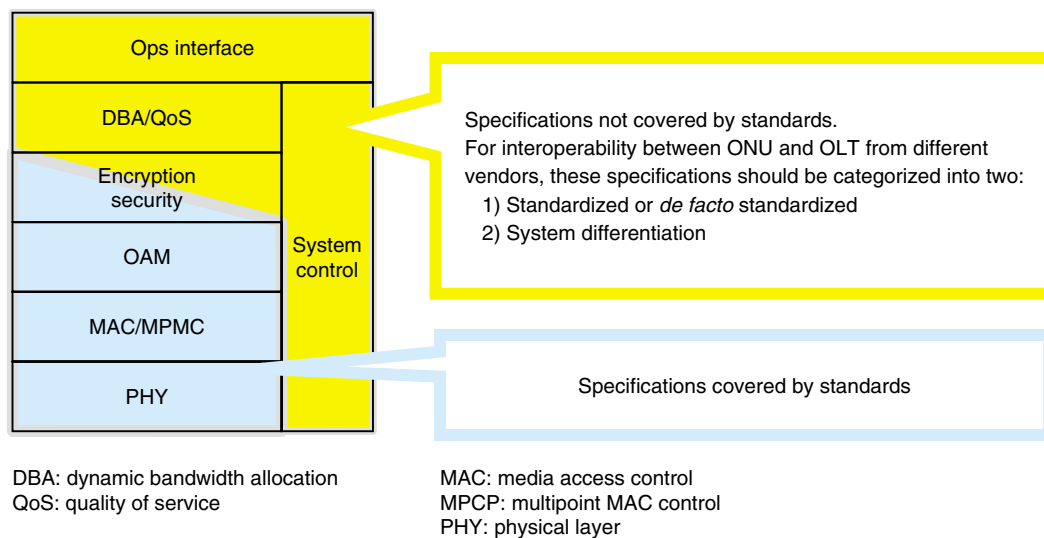 Ops interface
DBA/QoS
Encryption
security
OAM
MAC/MPMC
PHY
System
control
Specifications not covered by standards.
For interoperability between ONU and OLT from different
vendors, these specifications should be categorized into two:
1) Standardized or de facto standardized
2) System differentiation
Specifications covered by standards
DBA: dynamic bandwidth allocation
QoS: quality of service
MAC: media access control
MPCP: multipoint MAC control
PHY: physical layer